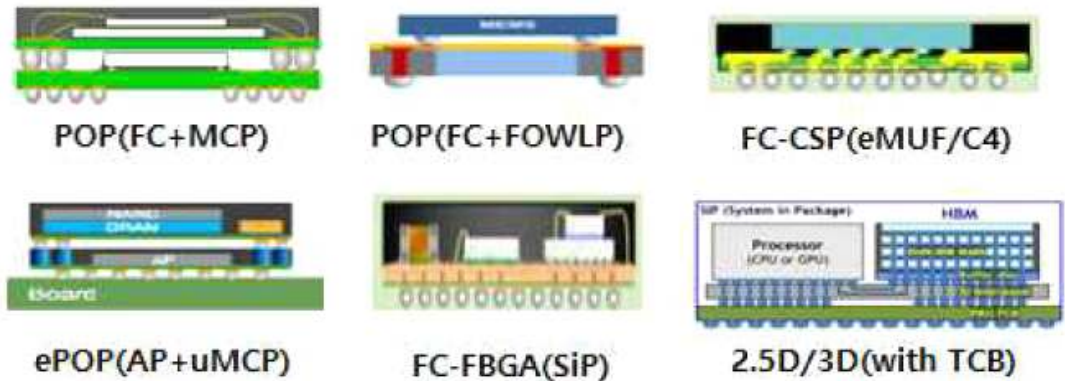 POP(FC+MCP)
POP(FC+FOWLP)
FC-CSP(eMUF/C4)
NAND
DRAN
AP
Board
ePOP(AP+uMCP)
FC-FBGA(SiP)
SiP (System in Package)
HBM
Processor
(CPU or GPU)
2.5D/3D(with TCB)